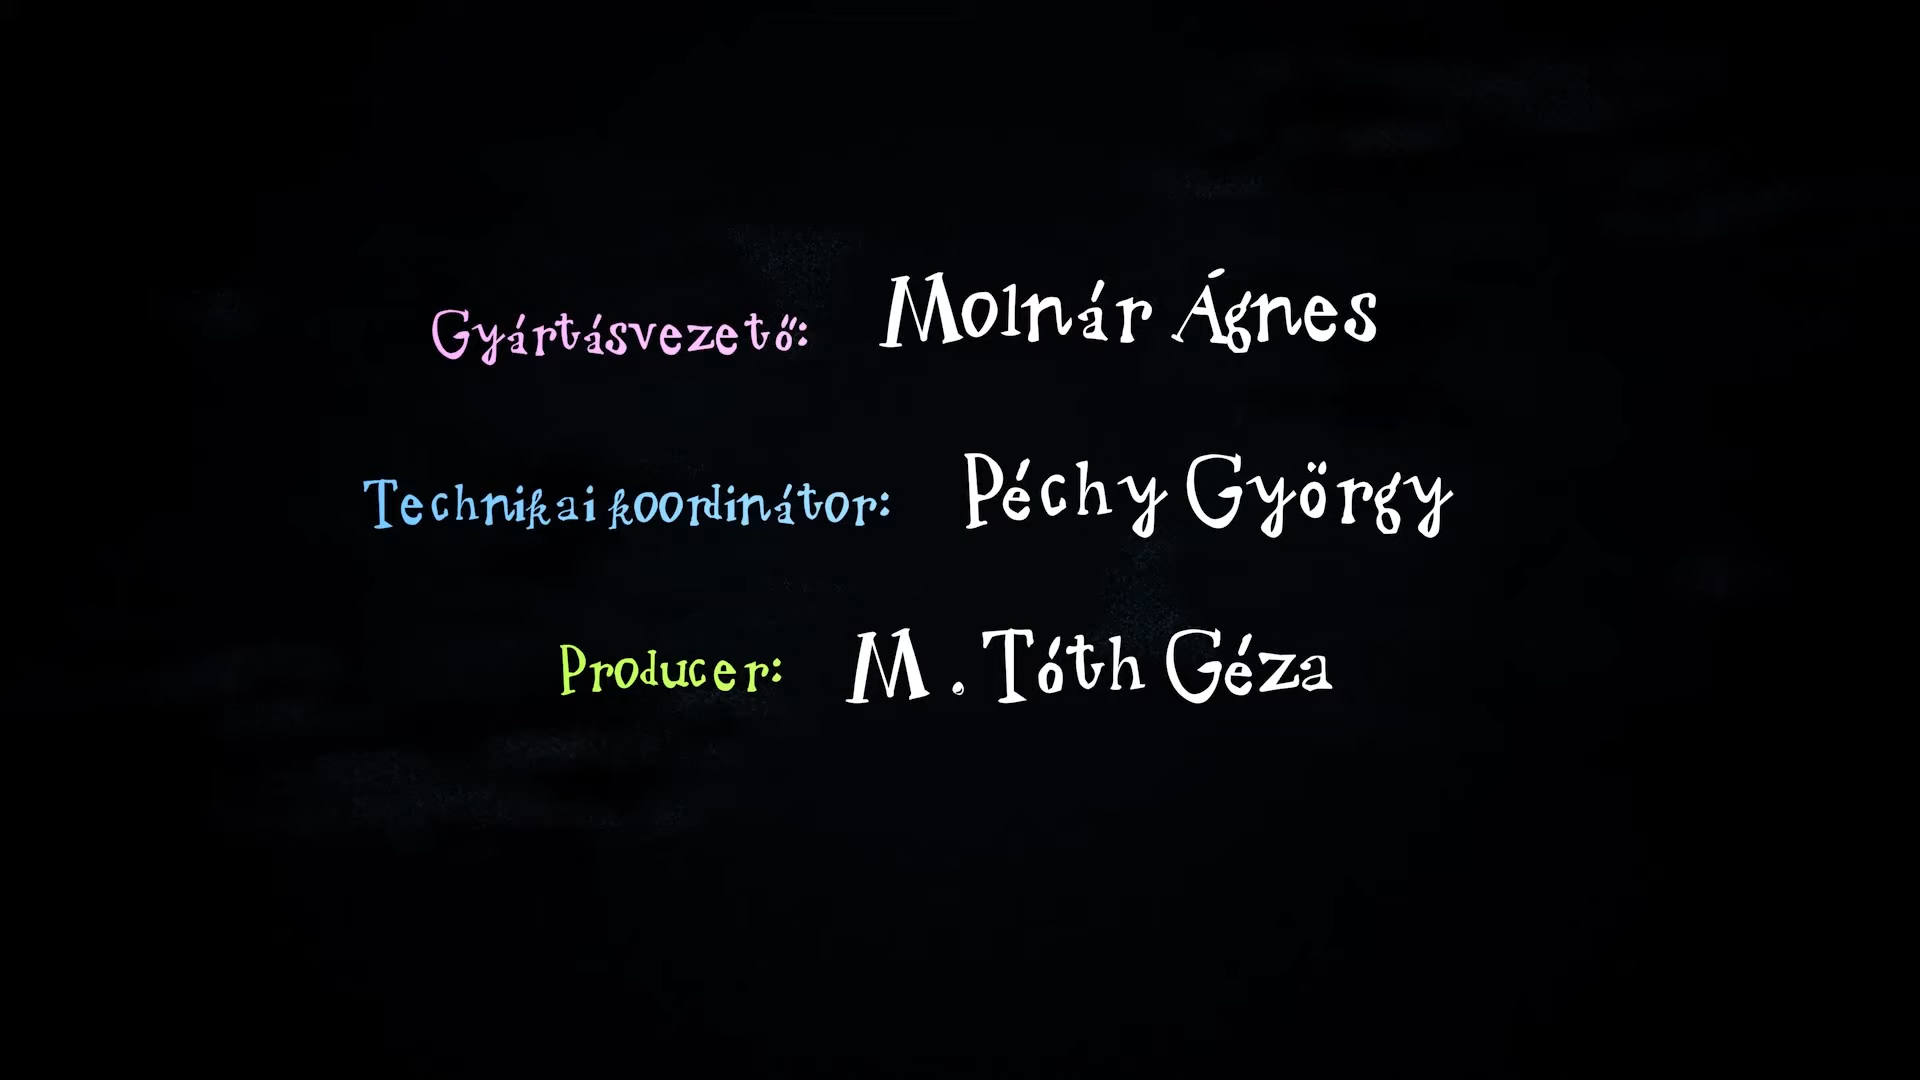 Gyártásvezető: Molnár Ágnes
Technikai koordinátor: Péchy György
Producer: M. Tóth Géza